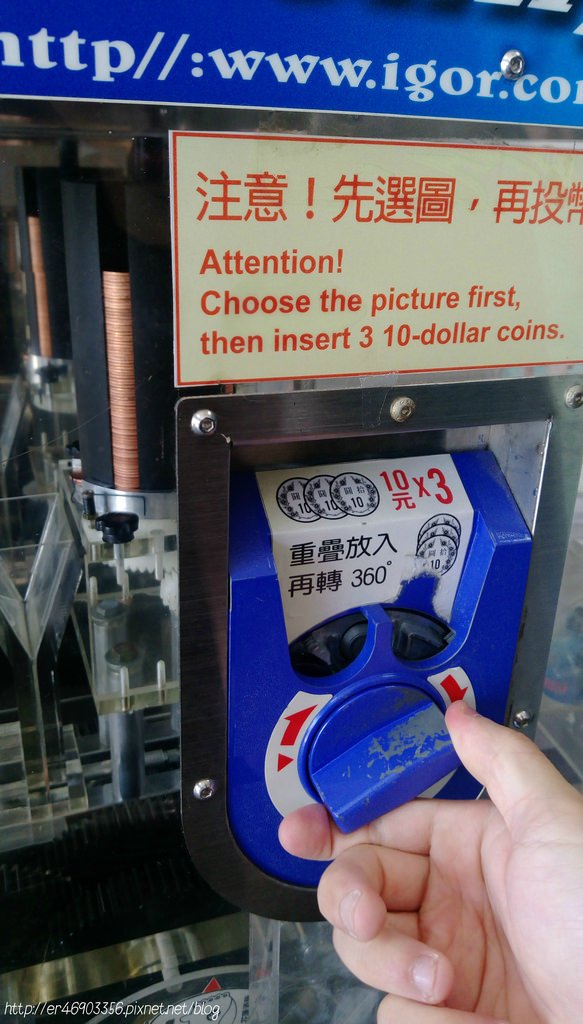 http//:www.igor.co
注意！先選圖，再投幣
Attention!
Choose the picture first,
then insert 3 10-dollar coins.
10元 x 3
重疊放入
再轉 360°
http://er46903356.pixnet.net/blog